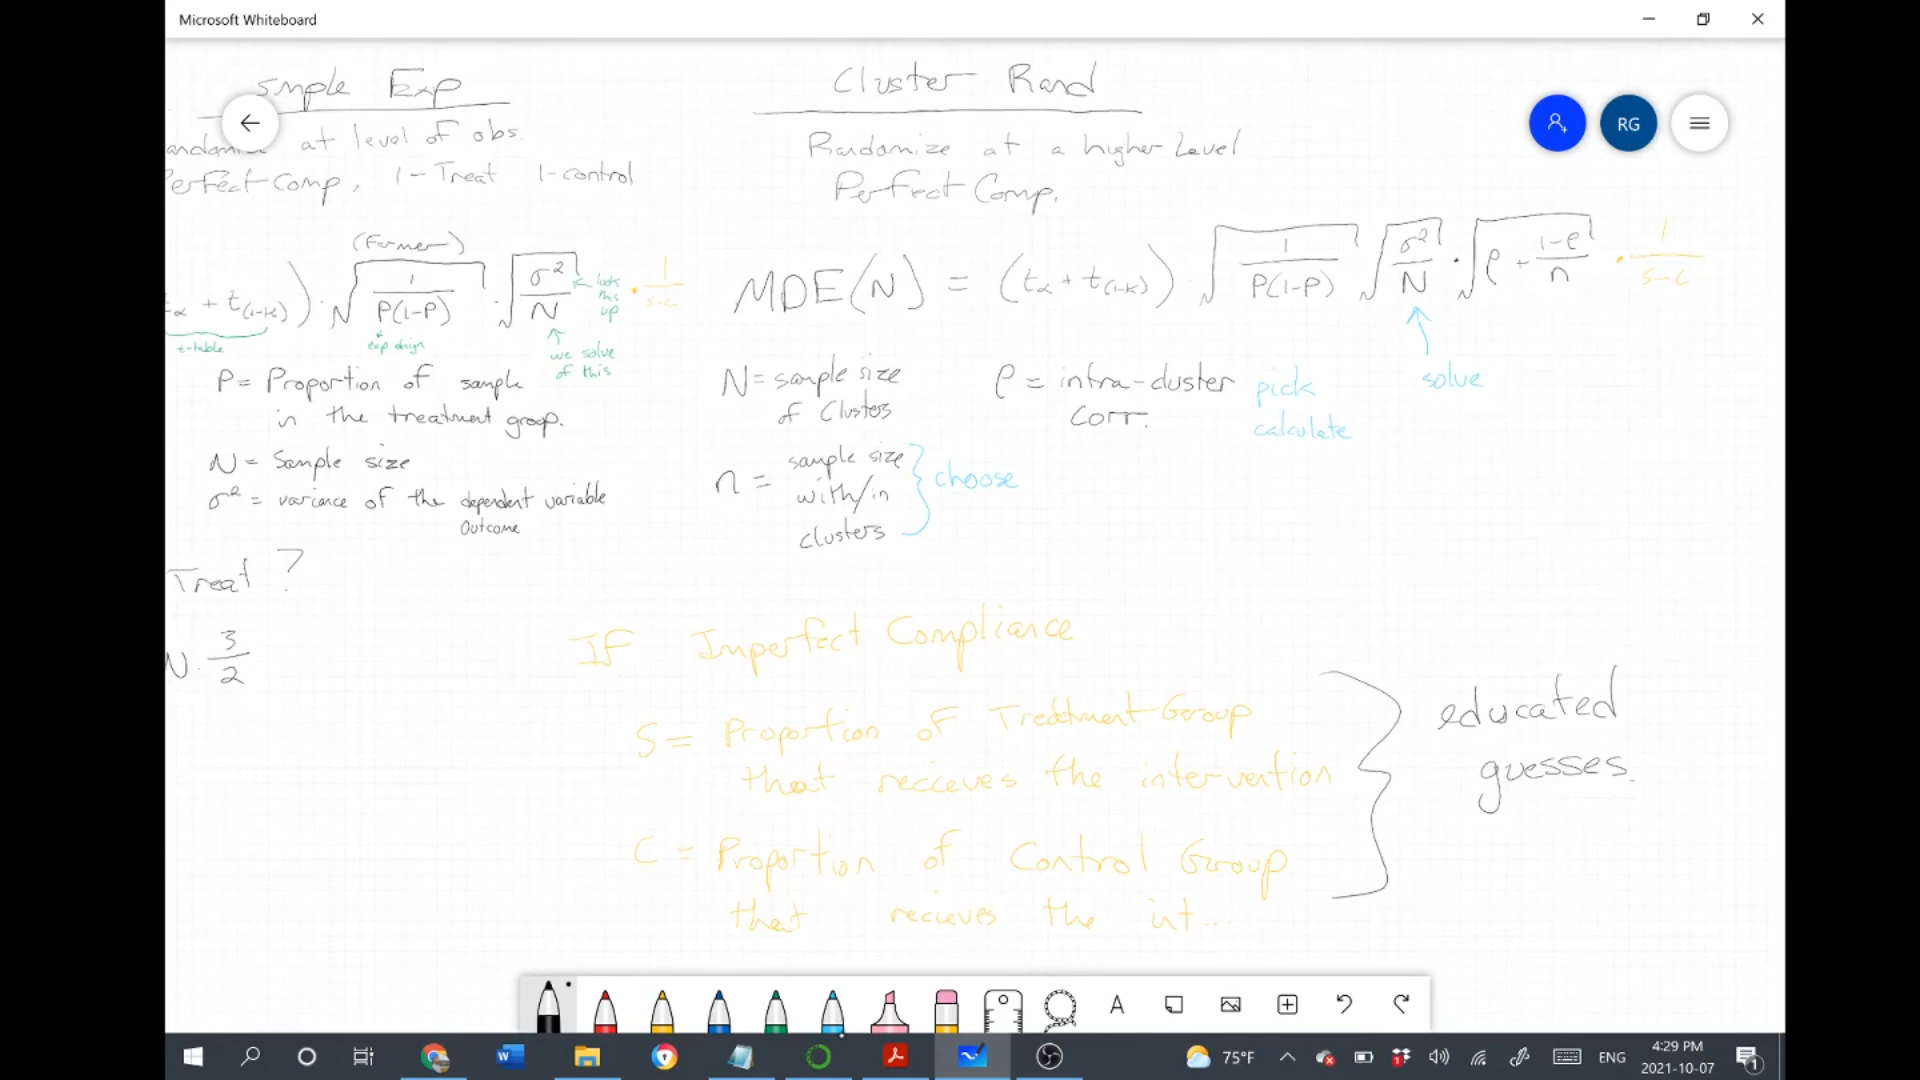 Microsoft Whiteboard
Exp
at level of obs.
Perfect Comp, 1-Treat 1-control
(Former)
+ t(1-k)) · √1/P(1-P) · √σ²/N · 1/s-c
look this up
t-table
exp design
we solve of this
P = Proportion of sample
in the treatment group.
N = Sample size
σ² = variance of the dependent variable
Outcome
Treat ?
N · 3/2
Cluster Rand
Randomize at a higher Level
Perfect Comp.
MDE(N) = (tα + t(1-k)) √1/P(1-P) √σ²/N · √ρ + 1-ρ/n · 1/s-c
solve
N = sample size
of Clusters
ρ = intra-cluster
corr.
pick
calculate
n = sample size
with/in
clusters
choose
IF Imperfect Compliance
S = Proportion of Treatment Group
that recieves the intervention
C = Proportion of Control Group
that recieves the int...
educated
guesses.
RG
A
75°F
ENG
4:29 PM
2021-10-07
1